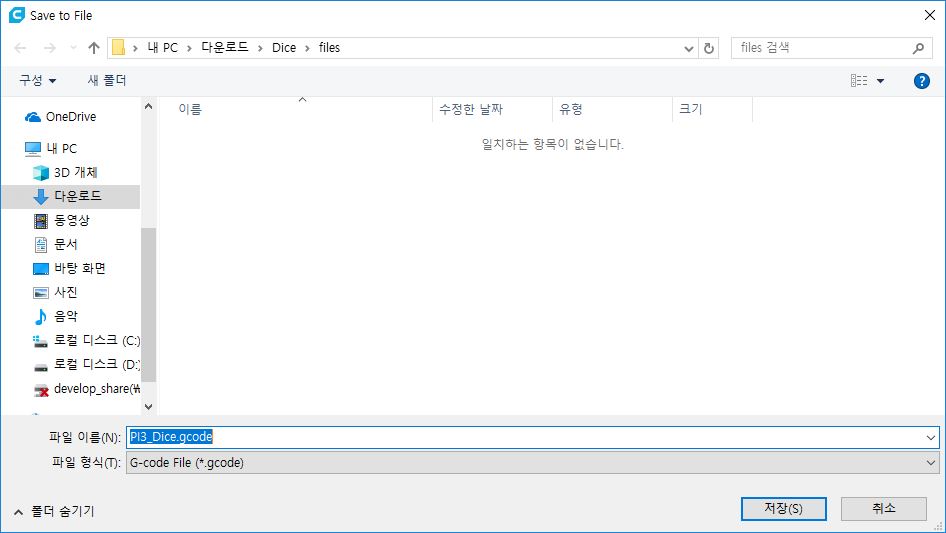 Save to File
내 PC > 다운로드 > Dice > files
files 검색
구성
새 폴더
이름
수정한 날짜
유형
크기
일치하는 항목이 없습니다.
OneDrive
내 PC
3D 개체
다운로드
동영상
문서
바탕 화면
사진
음악
로컬 디스크 (C:)
로컬 디스크 (D:)
develop_share(₩
파일 이름(N):
PI3_Dice.gcode
파일 형식(T):
G-code File (*.gcode)
폴더 숨기기
저장(S)
취소